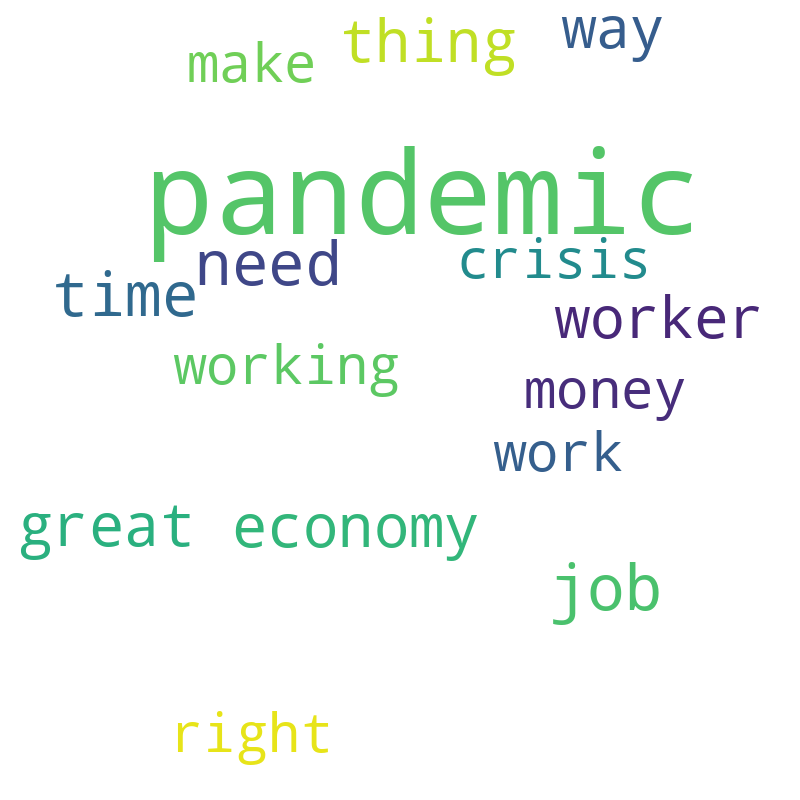 make thing way
pandemic
need crisis
time worker
working money
work
great economy
job
right